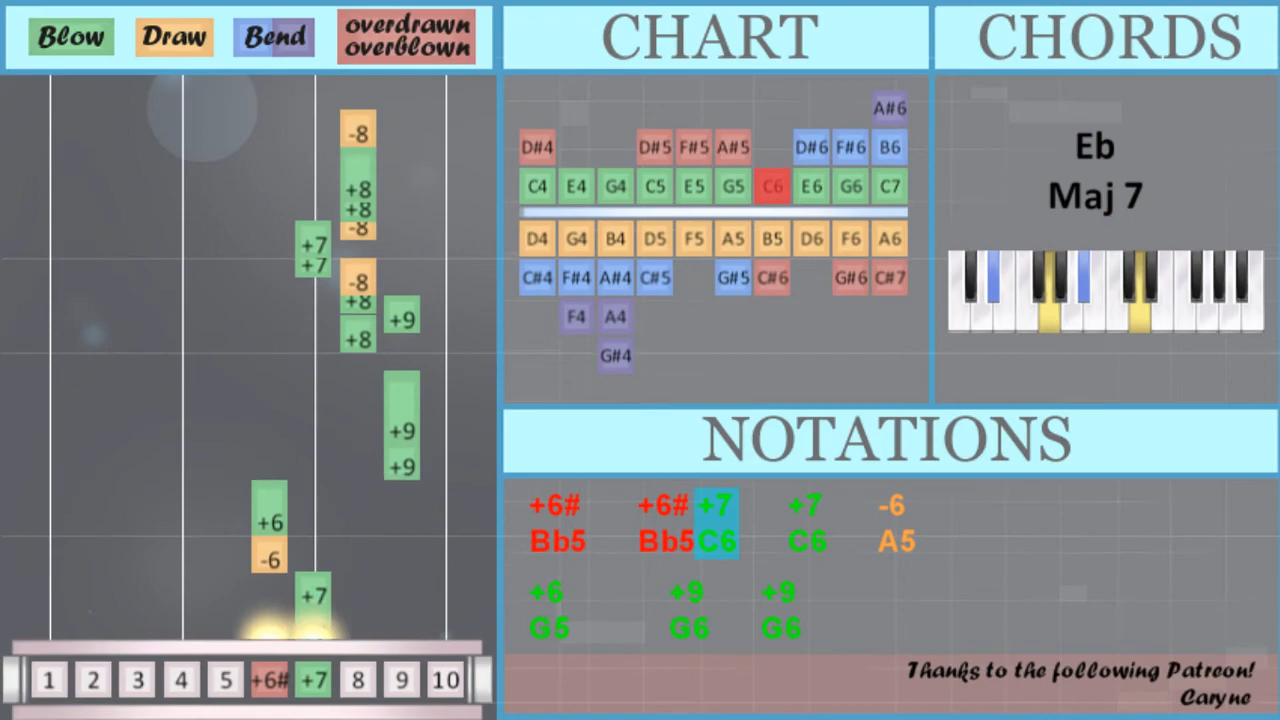 Blow Draw Bend overdrawn
overblown
CHART
CHORDS
-8
+8
+8
-8
+7
+7
-8
+8
+9
+8
+9
+9
+6
-6
+7
1 2 3 4 5 +6# +7 8 9 10
A#6
D#4 D#5 F#5 A#5 D#6 F#6 B6
C4 E4 G4 C5 E5 G5 C6 E6 G6 C7
D4 G4 B4 D5 F5 A5 B5 D6 F6 A6
C#4 F#4 A#4 C#5 G#5 C#6 G#6 C#7
F4 A4
G#4
Eb
Maj 7
NOTATIONS
+6# +6# +7 +7 -6
Bb5 Bb5 C6 C6 A5
+6 +9 +9
G5 G6 G6
Thanks to the following Patreon!
Caryne